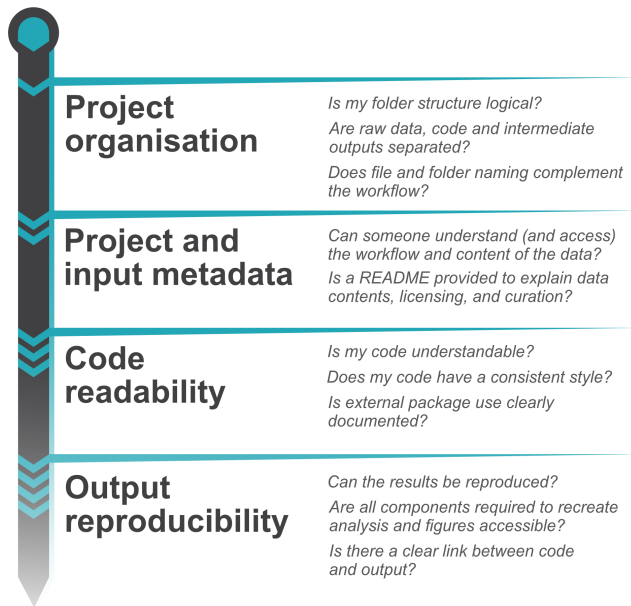 Project
organisation
Is my folder structure logical?
Are raw data, code and intermediate
outputs separated?
Does file and folder naming complement
the workflow?
Project and
input metadata
Can someone understand (and access)
the workflow and content of the data?
Is a README provided to explain data
contents, licensing, and curation?
Code
readability
Is my code understandable?
Does my code have a consistent style?
Is external package use clearly
documented?
Output
reproducibility
Can the results be reproduced?
Are all components required to recreate
analysis and figures accessible?
Is there a clear link between code
and output?